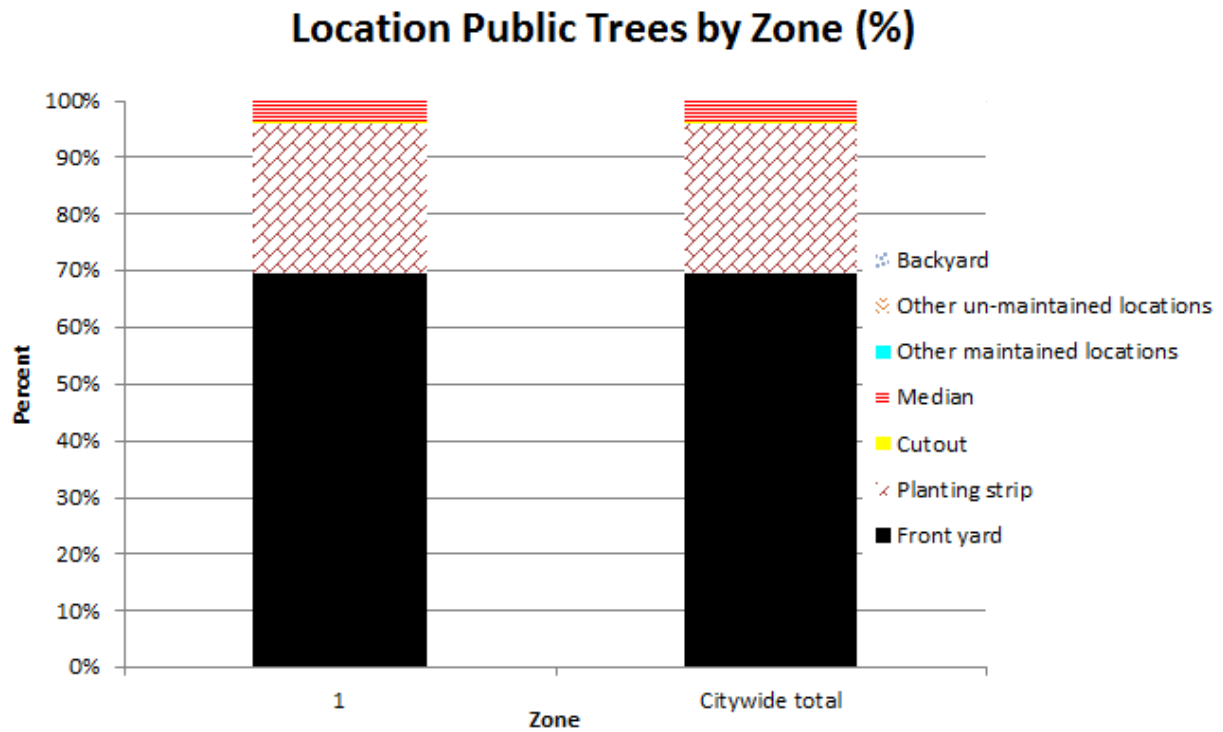 Location Public Trees by Zone (%)
100%
90%
80%
70%
60%
50%
40%
30%
20%
10%
0%
Percent
1
Citywide total
Zone
Backyard
Other un-maintained locations
Other maintained locations
Median
Cutout
Planting strip
Front yard